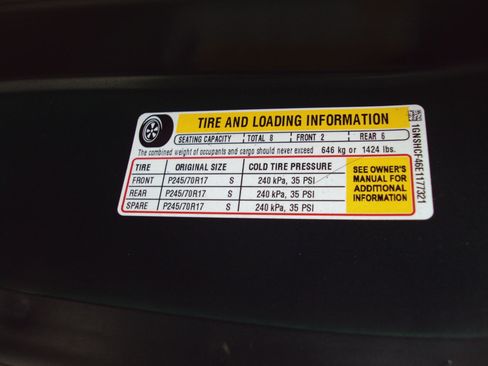 TIRE AND LOADING INFORMATION
SEATING CAPACITY TOTAL 8 FRONT 2 REAR 6
The combined weight of occupants and cargo should never exceed 646 kg or 1424 lbs.
TIRE ORIGINAL SIZE COLD TIRE PRESSURE
FRONT P245/70R17 S 240 kPa, 35 PSI
REAR P245/70R17 S 240 kPa, 35 PSI
SPARE P245/70R17 S 240 kPa, 35 PSI
SEE OWNER'S
MANUAL FOR
ADDITIONAL
INFORMATION